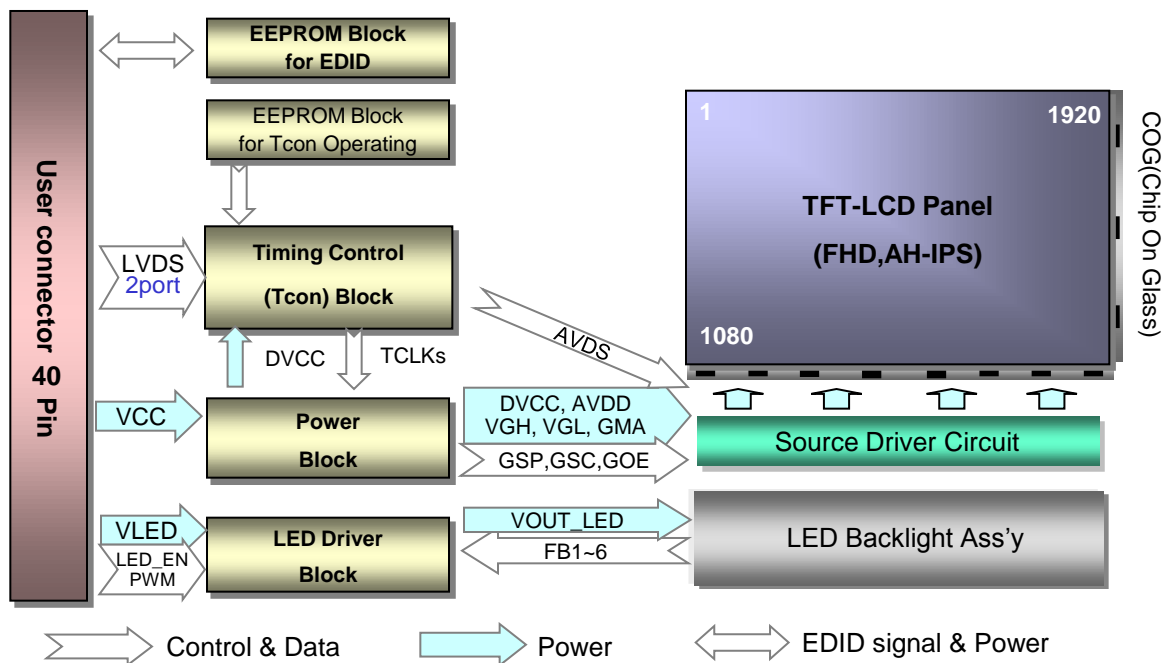 User connector 40 Pin
EEPROM Block
for EDID
EEPROM Block
for Tcon Operating
LVDS
2port
Timing Control
(Tcon) Block
DVCC
TCLKs
VCC
Power
Block
VLED
LED_EN
PWM
LED Driver
Block
AVDS
DVCC, AVDD
VGH, VGL, GMA
GSP,GSC,GOE
VOUT_LED
FB1~6
1
1920
TFT-LCD Panel
(FHD,AH-IPS)
1080
COG(Chip On Glass)
Source Driver Circuit
LED Backlight Ass'y
Control & Data
Power
EDID signal & Power